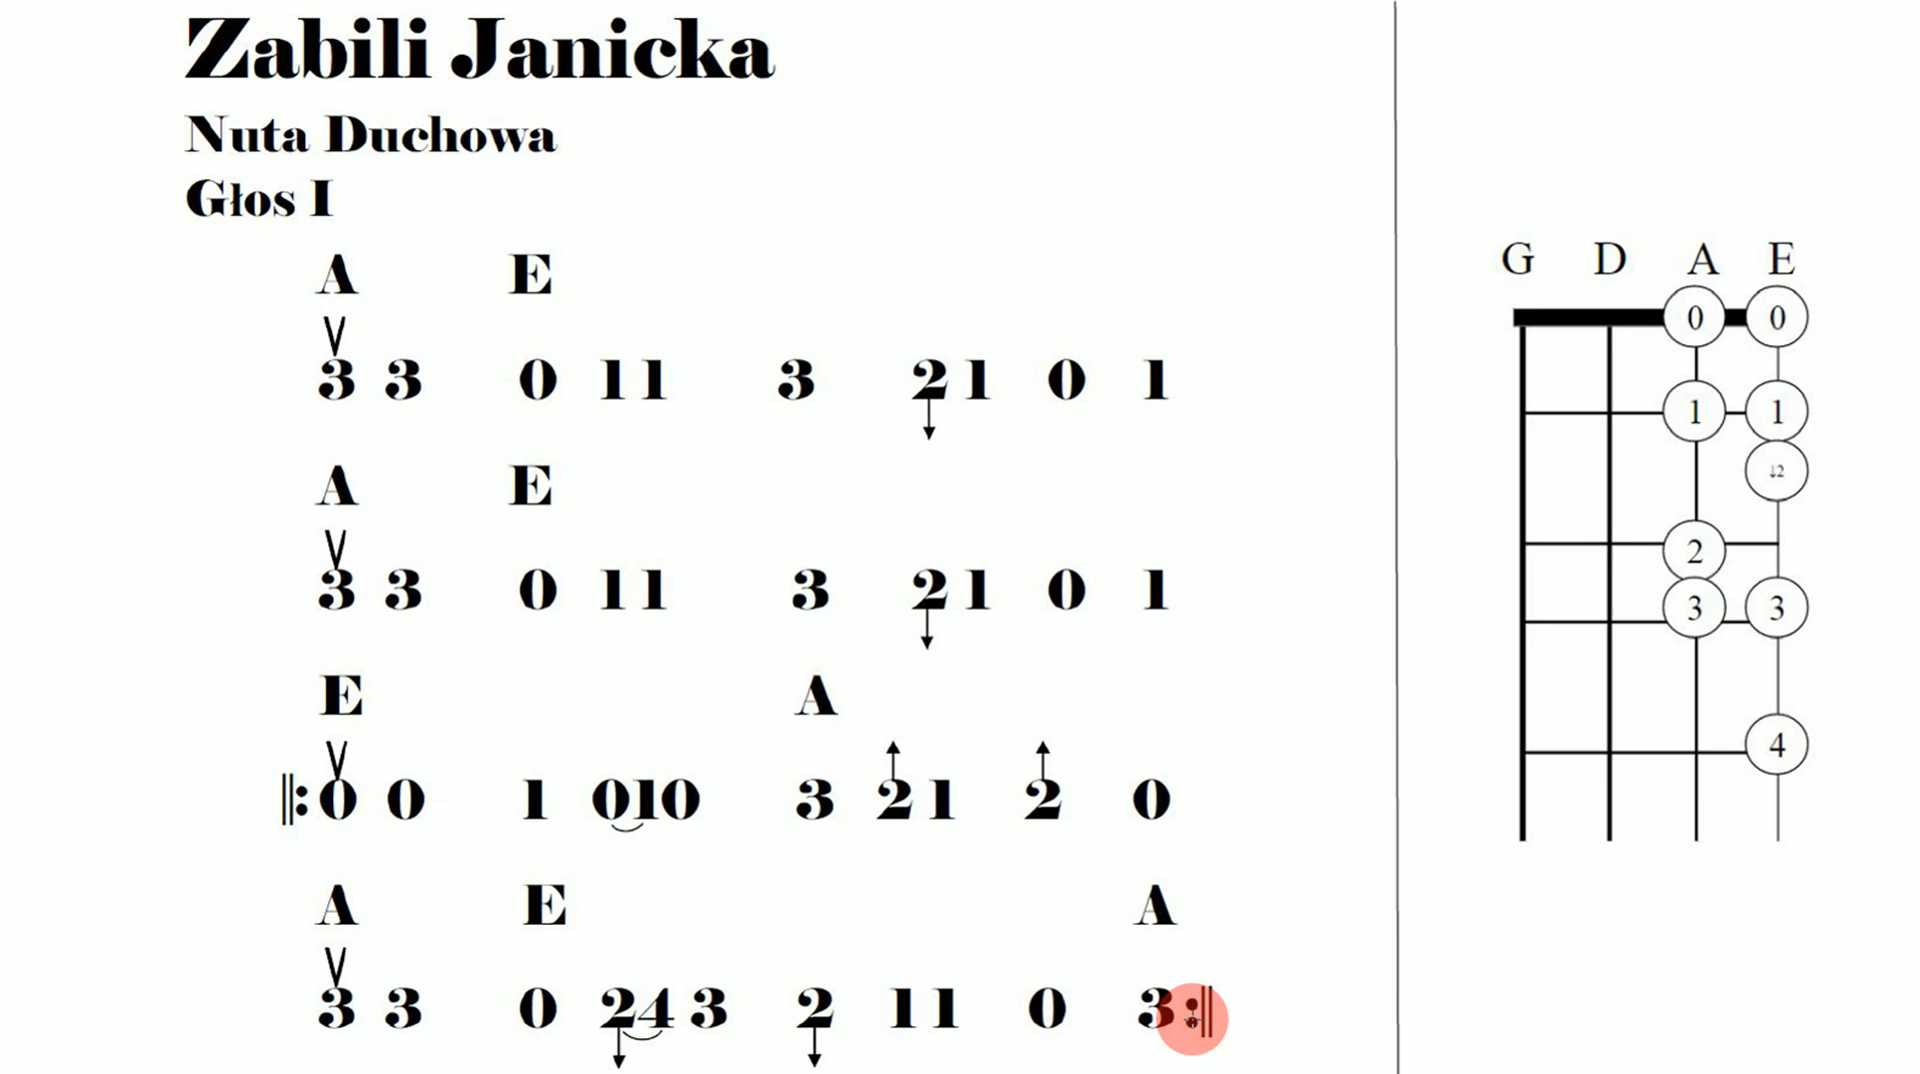 Zabili Janicka
Nuta Duchowa
Głos I
A E
V
3 3 0 1 1 3 2 1 0 1
A E
V
3 3 0 1 1 3 2 1 0 1
E A
V
0 0 1 0 1 0 3 2 1 2 0
A E A
V
3 3 0 2 4 3 2 1 1 0 3
G D A E
0 0
1 1
↓2
2
3 3
4